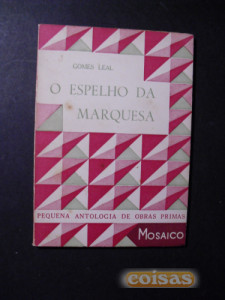 GOMES LEAL
O ESPELHO DA
MARQUESA
PEQUENA ANTOLOGIA DE OBRAS PRIMAS
MOSAICO
coisas